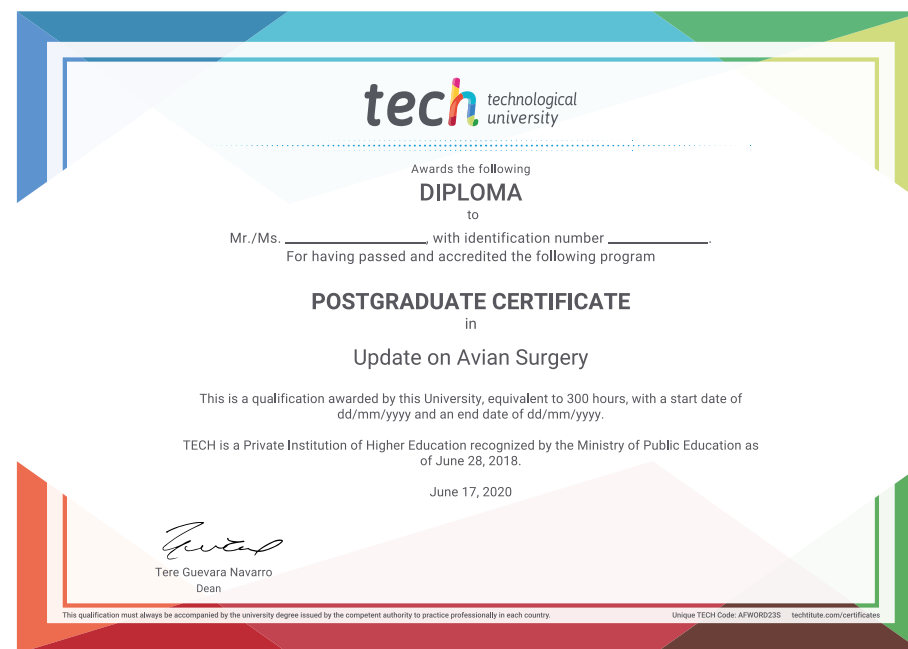 tech technological
university
Awards the following
DIPLOMA
to
Mr./Ms. ____________________, with identification number ______________.
For having passed and accredited the following program
POSTGRADUATE CERTIFICATE
in
Update on Avian Surgery
This is a qualification awarded by this University, equivalent to 300 hours, with a start date of
dd/mm/yyyy and an end date of dd/mm/yyyy.
TECH is a Private Institution of Higher Education recognized by the Ministry of Public Education as
of June 28, 2018.
June 17, 2020
Tere Guevara Navarro
Dean
This qualification must always be accompanied by the university degree issued by the competent authority to practice professionally in each country.
Unique TECH Code: AFWORD23S techtitute.com/certificates